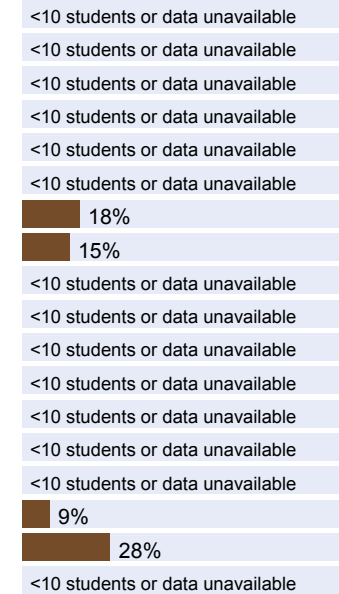 <10 students or data unavailable
<10 students or data unavailable
<10 students or data unavailable
<10 students or data unavailable
<10 students or data unavailable
<10 students or data unavailable
18%
15%
<10 students or data unavailable
<10 students or data unavailable
<10 students or data unavailable
<10 students or data unavailable
<10 students or data unavailable
<10 students or data unavailable
<10 students or data unavailable
9%
28%
<10 students or data unavailable